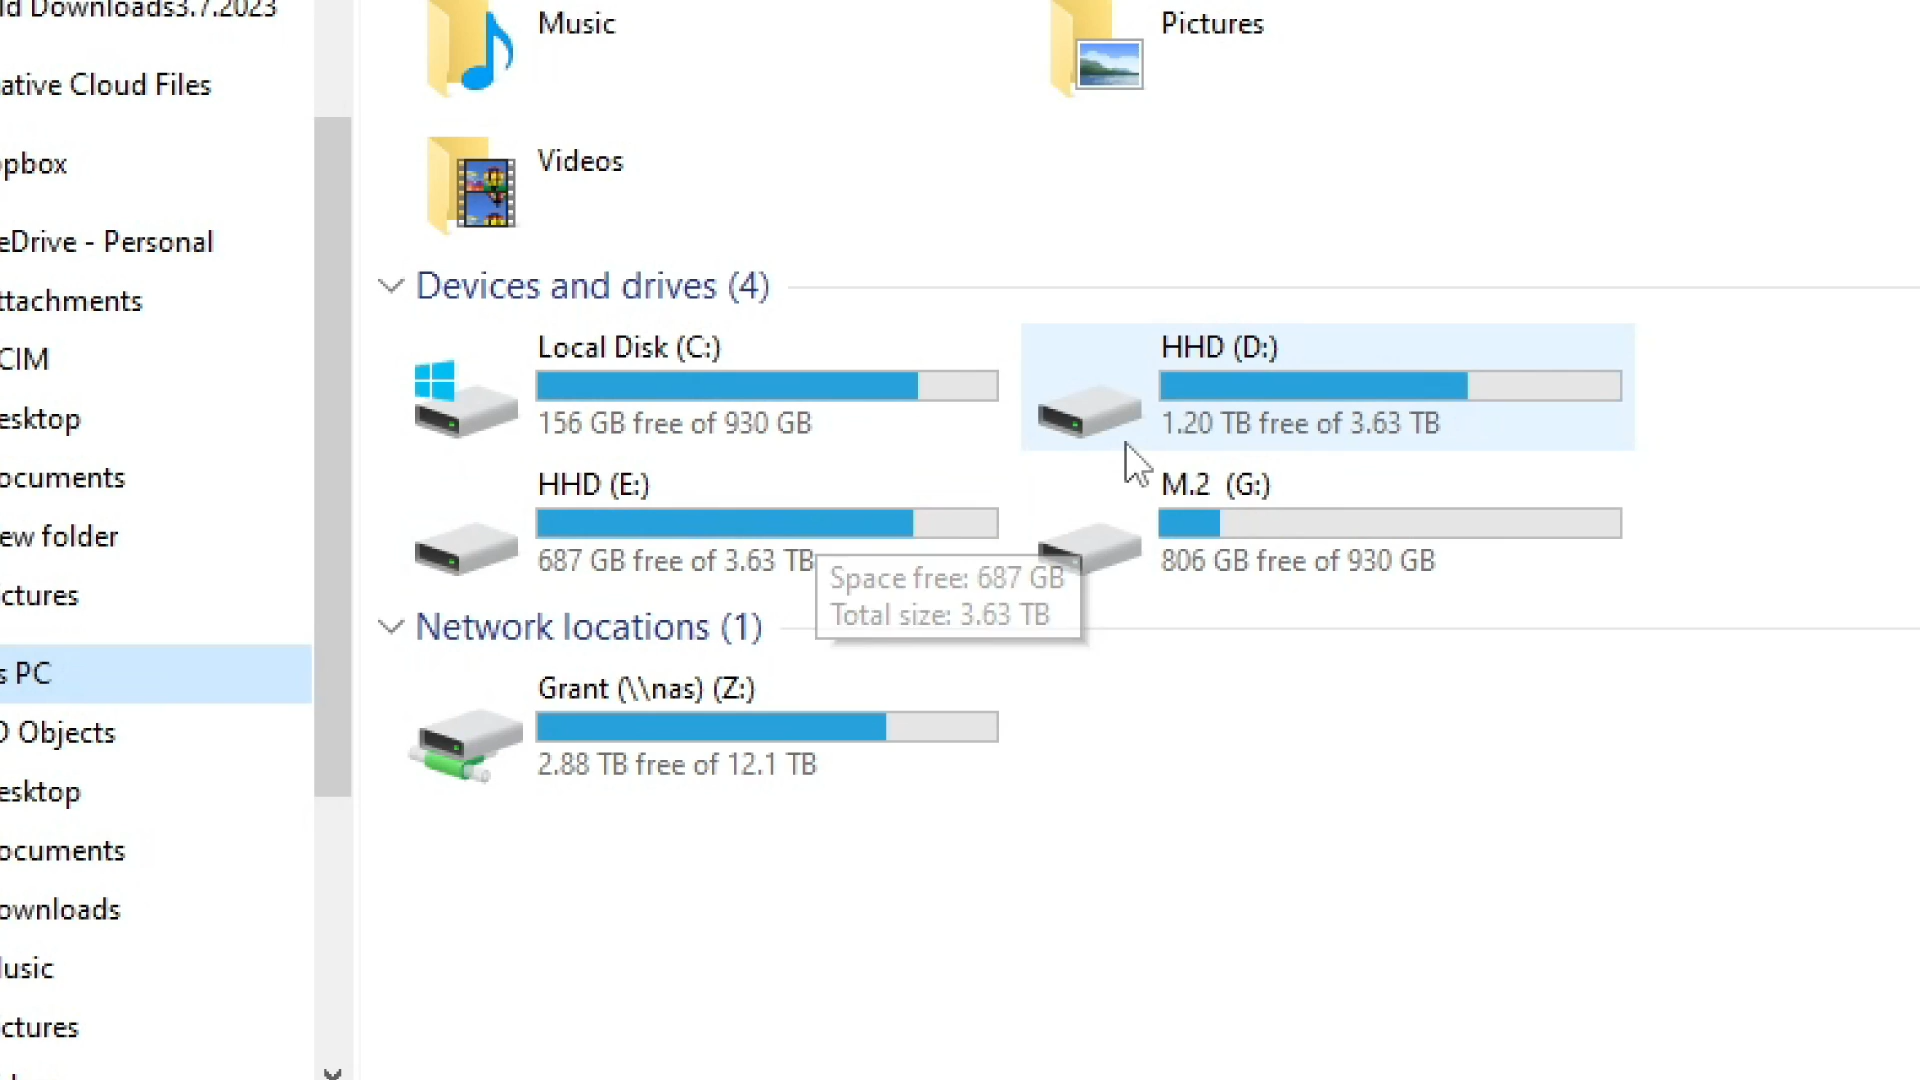 ld Downloads3.7.2023
ative Cloud Files
opbox
eDrive - Personal
ttachments
CIM
esktop
ocuments
ew folder
ctures
s PC
D Objects
esktop
ocuments
ownloads
usic
ctures
Music
Pictures
Videos
Devices and drives (4)
Local Disk (C:)
156 GB free of 930 GB
HHD (D:)
1.20 TB free of 3.63 TB
HHD (E:)
687 GB free of 3.63 TB
M.2 (G:)
806 GB free of 930 GB
Space free: 687 GB
Total size: 3.63 TB
Network locations (1)
Grant (\\nas) (Z:)
2.88 TB free of 12.1 TB